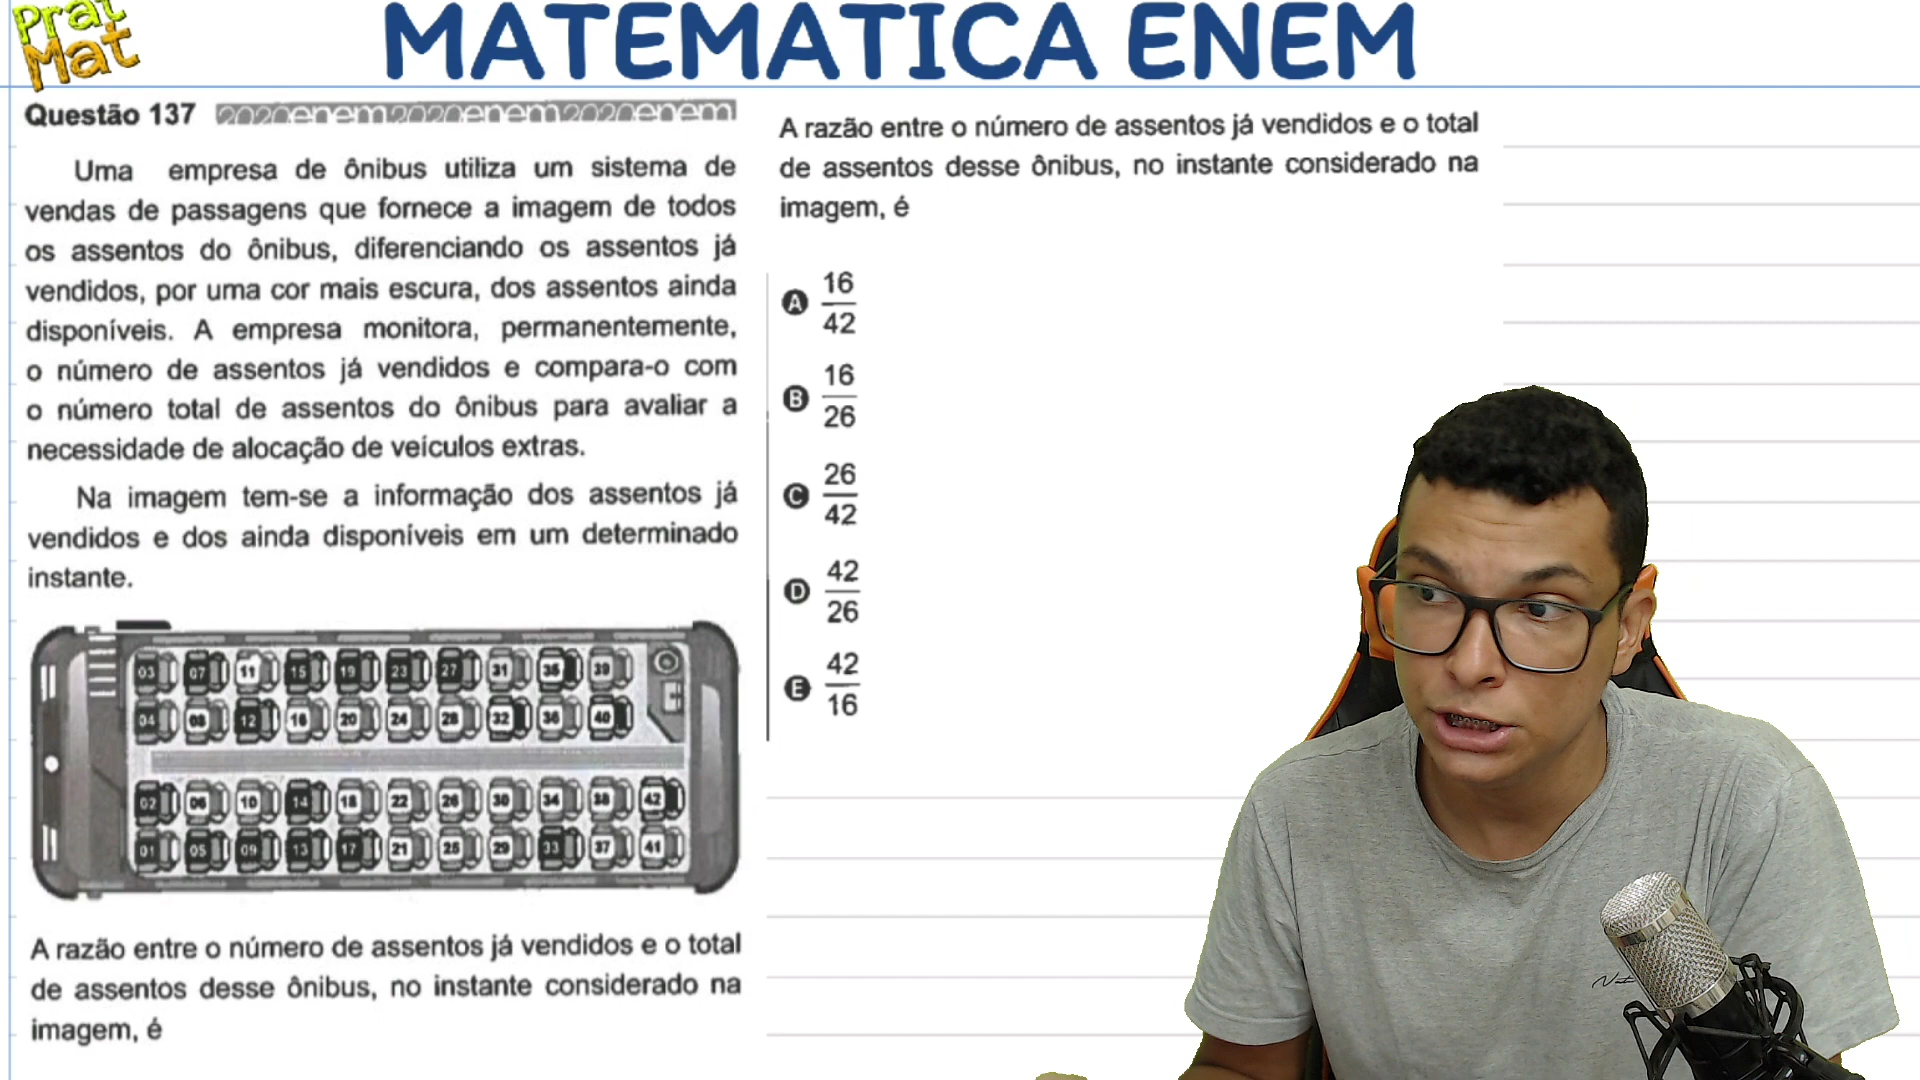 Prat
Mat
MATEMATICA ENEM
Questão 137 2020enem2020enem2020enem
Uma empresa de ônibus utiliza um sistema de
vendas de passagens que fornece a imagem de todos
os assentos do ônibus, diferenciando os assentos já
vendidos, por uma cor mais escura, dos assentos ainda
disponíveis. A empresa monitora, permanentemente,
o número de assentos já vendidos e compara-o com
o número total de assentos do ônibus para avaliar a
necessidade de alocação de veículos extras.
Na imagem tem-se a informação dos assentos já
vendidos e dos ainda disponíveis em um determinado
instante.
03 07 11 15 19 23 27 31 35 39
04 08 12 16 20 24 28 32 36 40
02 06 10 14 18 22 26 30 34 38 42
01 05 09 13 17 21 25 29 33 37 41
A razão entre o número de assentos já vendidos e o total
de assentos desse ônibus, no instante considerado na
imagem, é
A razão entre o número de assentos já vendidos e o total
de assentos desse ônibus, no instante considerado na
imagem, é
A 16/42
B 16/26
C 26/42
D 42/26
E 42/16